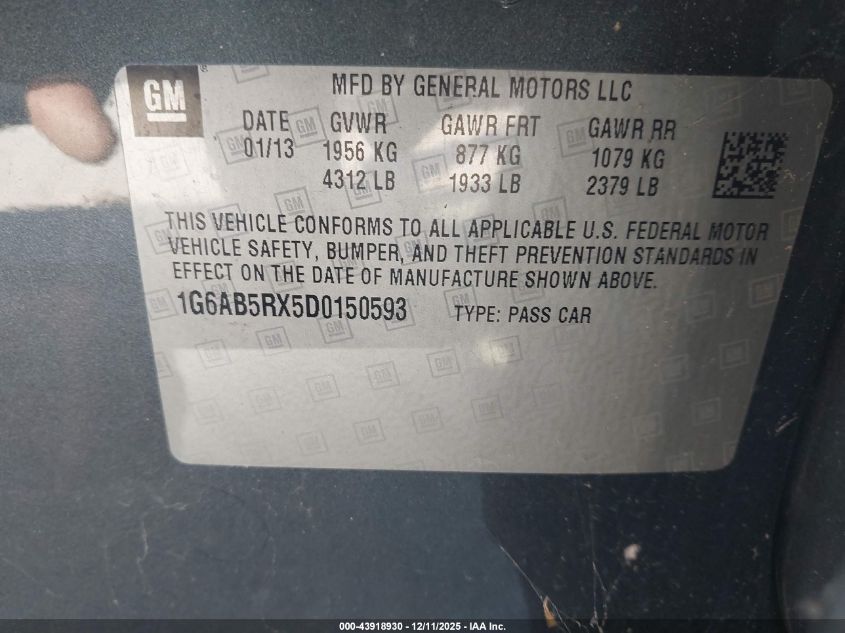 GM
MFD BY GENERAL MOTORS LLC
DATE GVWR GAWR FRT GAWR RR
01/13 1956 KG 877 KG 1079 KG
4312 LB 1933 LB 2379 LB
THIS VEHICLE CONFORMS TO ALL APPLICABLE U.S. FEDERAL MOTOR
VEHICLE SAFETY, BUMPER, AND THEFT PREVENTION STANDARDS IN
EFFECT ON THE DATE OF MANUFACTURE SHOWN ABOVE.
1G6AB5RX5D0150593 TYPE: PASS CAR
000-43918930 - 12/11/2025 - IAA Inc.